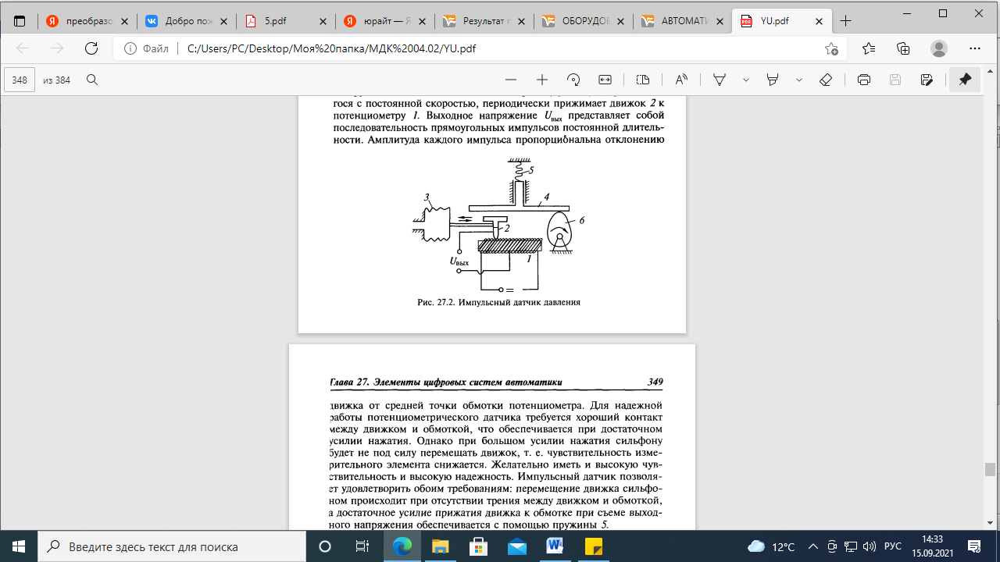 преобразо
Добро пож
5.pdf
юрайт — Я
Результат п
ОБОРУДОВ
АВТОМАТИ
YU.pdf
Файл
C:/Users/PC/Desktop/Моя%20папка/МДК%2004.02/YU.pdf
348
из 384
гося с постоянной скоростью, периодически прижимает движок 2 к
потенциометру 1. Выходное напряжение Uвых представляет собой
последовательность прямоугольных импульсов постоянной длитель-
ности. Амплитуда каждого импульса пропорциональна отклонению
5
3
4
2
6
Uвых
1
=
Рис. 27.2. Импульсный датчик давления
Глава 27. Элементы цифровых систем автоматики
349
движка от средней точки обмотки потенциометра. Для надежной
работы потенциометрического датчика требуется хороший контакт
между движком и обмоткой, что обеспечивается при достаточном
усилии нажатия. Однако при большом усилии нажатия сильфону
будет не под силу перемещать движок, т. е. чувствительность изме-
рительного элемента снижается. Желательно иметь и высокую чув-
ствительность и высокую надежность. Импульсный датчик позволя-
ет удовлетворить обоим требованиям: перемещение движка сильфо-
ном происходит при отсутствии трения между движком и обмоткой,
а достаточное усилие прижатия движка к обмотке при съеме выход-
ного напряжения обеспечивается с помощью пружины 5.
Введите здесь текст для поиска
12°C
РУС
14:33
15.09.2021